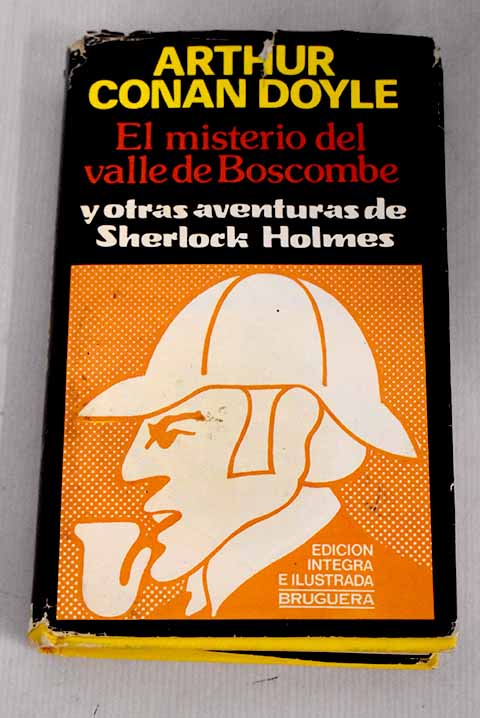 ARTHUR
CONAN DOYLE
El misterio del
valle de Boscombe
y otras aventuras de
Sherlock Holmes
EDICION
INTEGRA
E ILUSTRADA
BRUGUERA